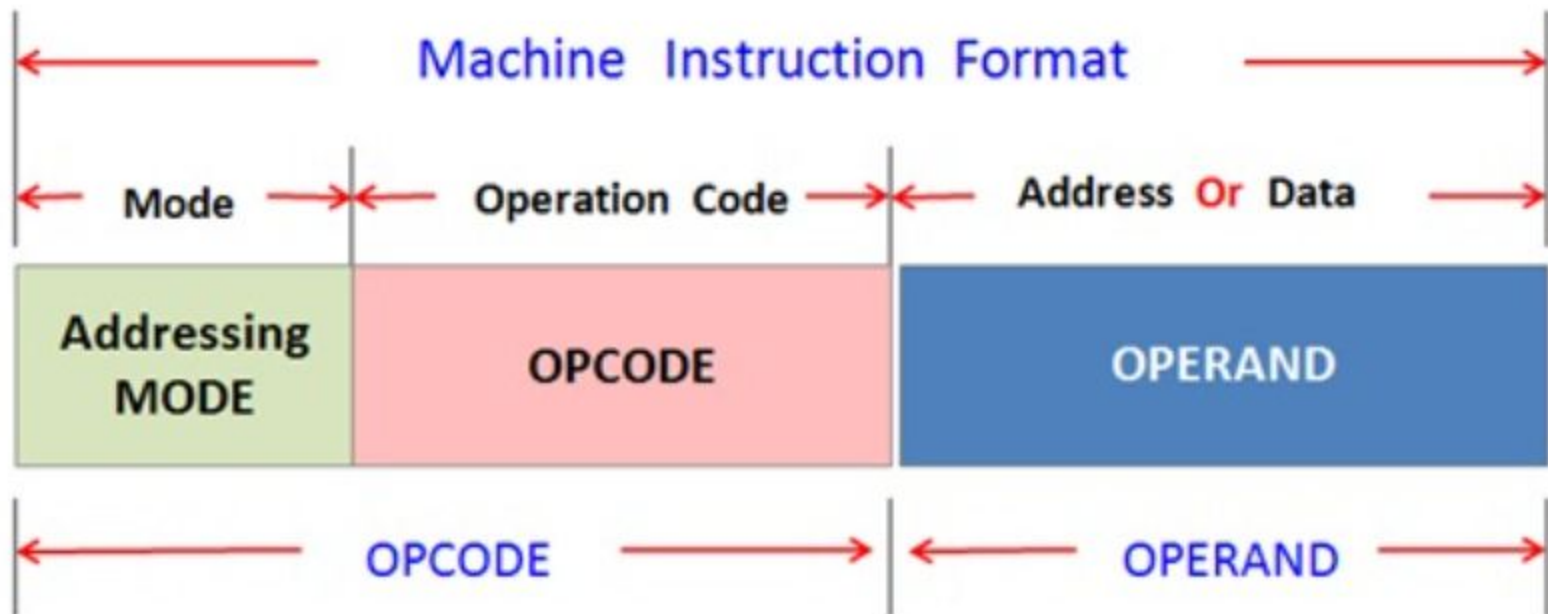 Machine Instruction Format
Mode Operation Code Address Or Data
Addressing
MODE
OPCODE
OPERAND
OPCODE OPERAND